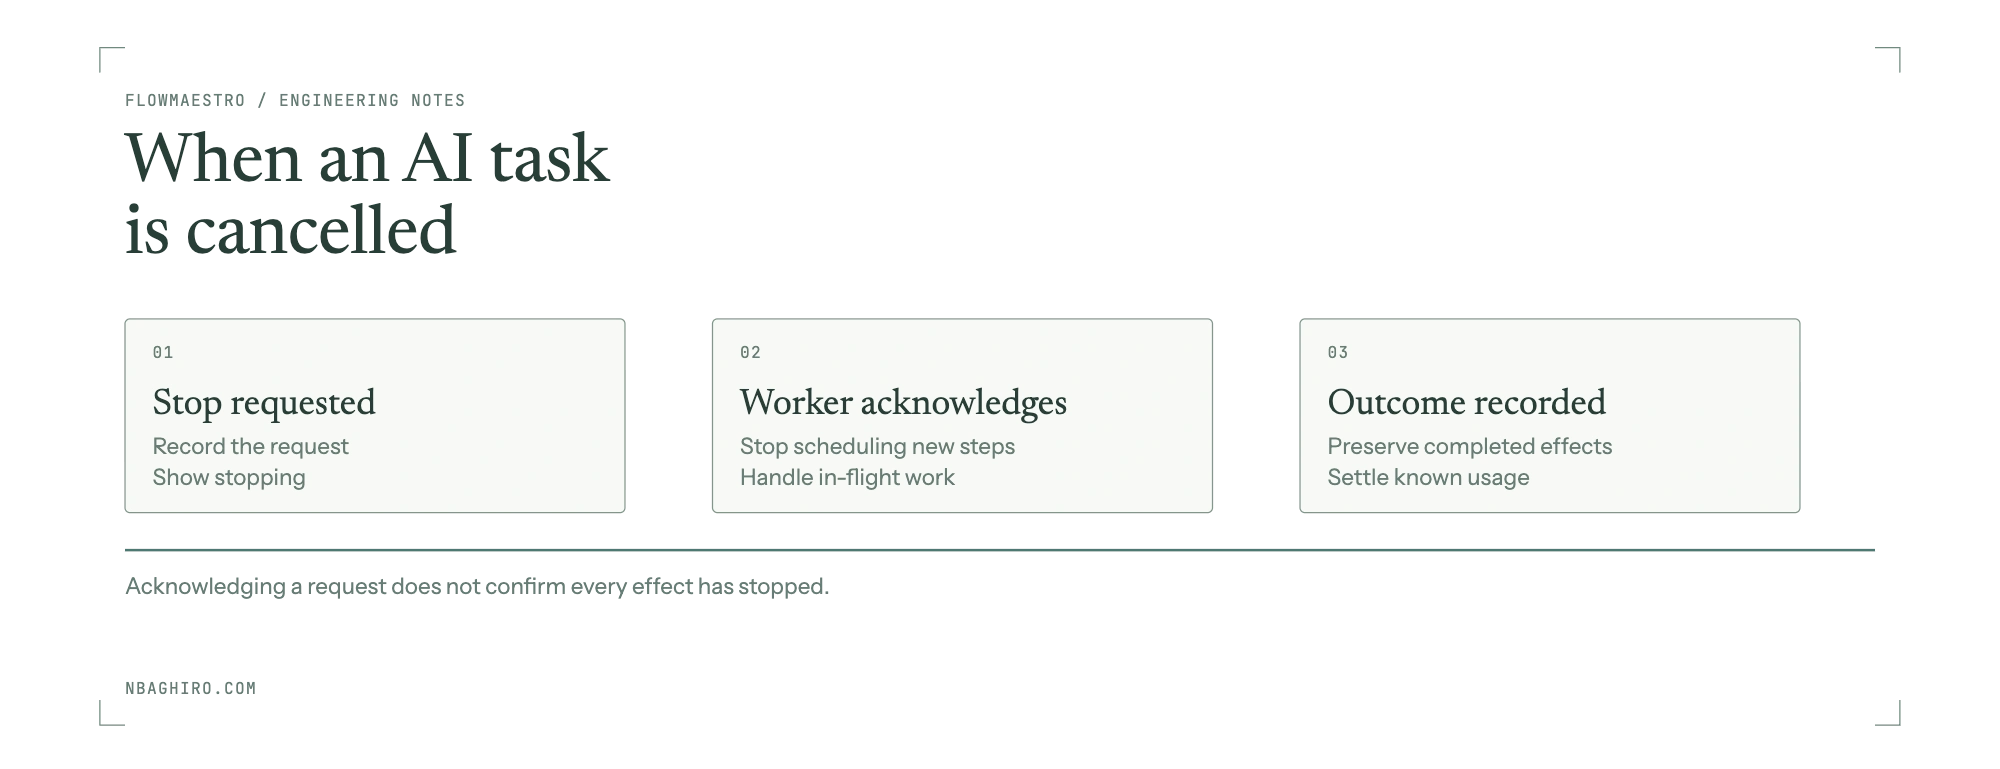 FLOWMAESTRO / ENGINEERING NOTES
When an AI task
is cancelled
01
Stop requested
Record the request
Show stopping
02
Worker acknowledges
Stop scheduling new steps
Handle in-flight work
03
Outcome recorded
Preserve completed effects
Settle known usage
Acknowledging a request does not confirm every effect has stopped.
NBAGHIRO.COM